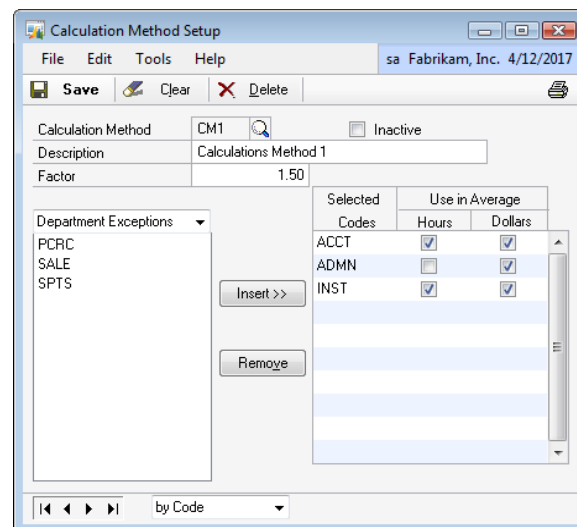 Calculation Method Setup
File Edit Tools Help sa Fabrikam, Inc. 4/12/2017
Save Clear Delete
Calculation Method CM1 Inactive
Description Calculations Method 1
Factor 1.50
Selected Codes Use in Average
Hours Dollars
Department Exceptions
PCRC
SALE
SPTS
Insert >>
Remove
ACCT
ADMN
INST
by Code